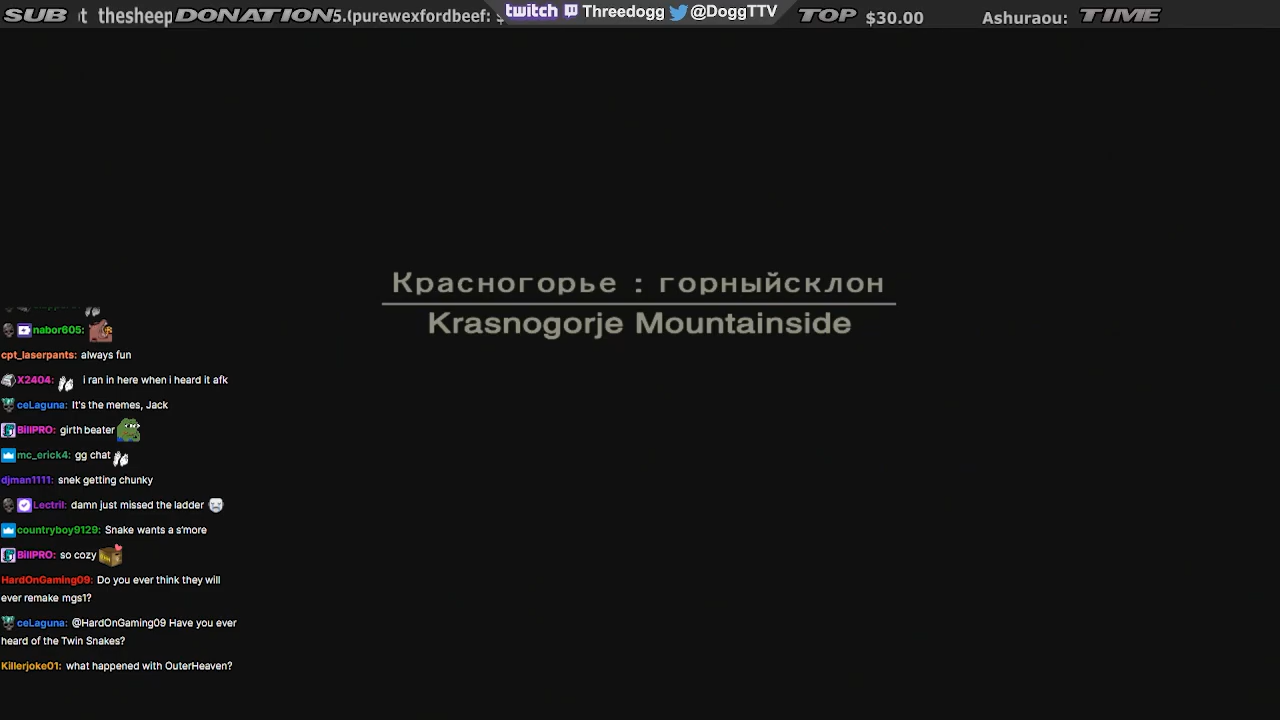 SUB t thesheep DONATION 5.(purewexfordbeef: $ twitch Threedogg @DoggTTV TOP $30.00 Ashuraou: TIME
Красногорье : горныйсклон
Krasnogorje Mountainside
nabor605:
cpt_laserpants: always fun
X2404: i ran in here when i heard it afk
ceLaguna: It's the memes, Jack
BillPRO: girth beater
mc_erick4: gg chat
djman1111: snek getting chunky
Lectril: damn just missed the ladder
countryboy9129: Snake wants a s'more
BillPRO: so cozy
HardOnGaming09: Do you ever think they will
ever remake mgs1?
ceLaguna: @HardOnGaming09 Have you ever
heard of the Twin Snakes?
Killerjoke01: what happened with OuterHeaven?